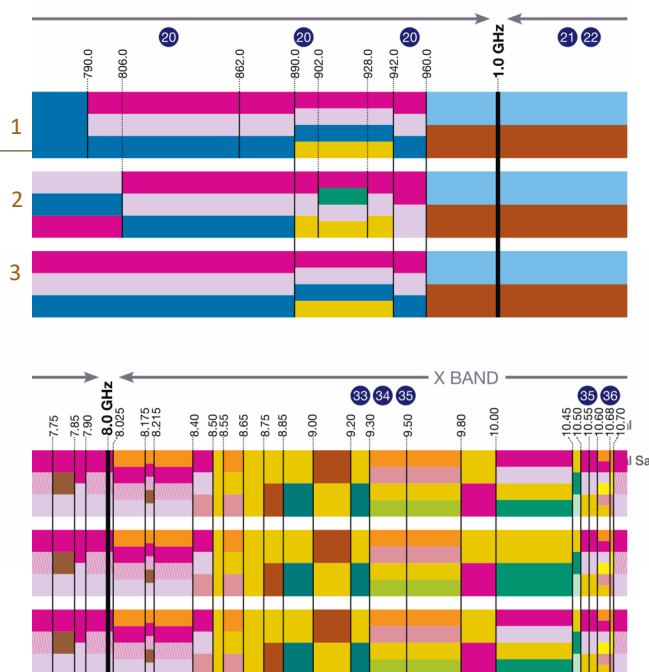 20 20 20 21 22
790.0 806.0 862.0 890.0 902.0 928.0 942.0 960.0 1.0 GHz
1
2
3
X BAND
33 34 35 35 36
7.75 7.85 7.90 8.0 GHz 8.025 8.175 8.215 8.40 8.50 8.55 8.65 8.75 8.85 9.00 9.20 9.30 9.50 9.80 10.00 10.45 10.50 10.55 10.60 10.68 10.70
l Sa